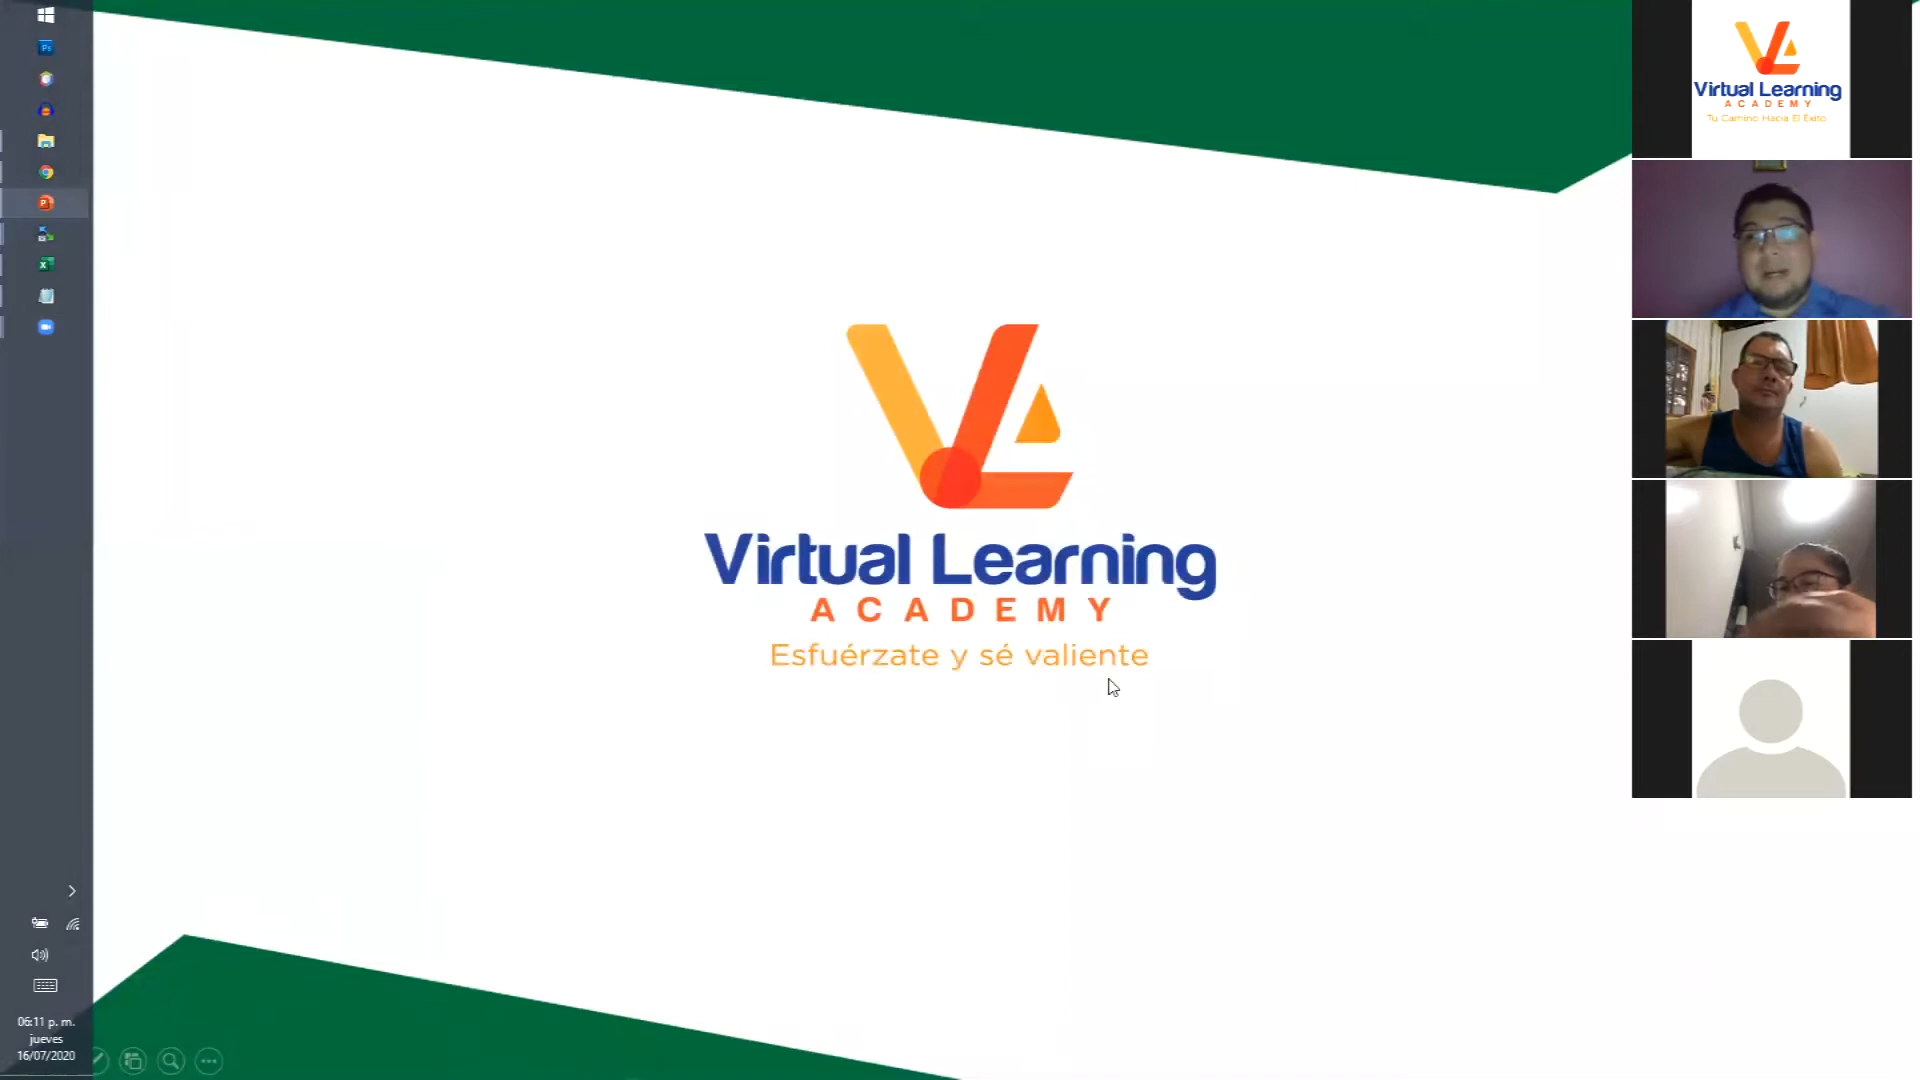 Virtual Learning
ACADEMY
Esfuérzate y sé valiente
Virtual Learning
ACADEMY
Tu Camino Hacia El Éxito
06:11 p. m.
jueves
16/07/2020